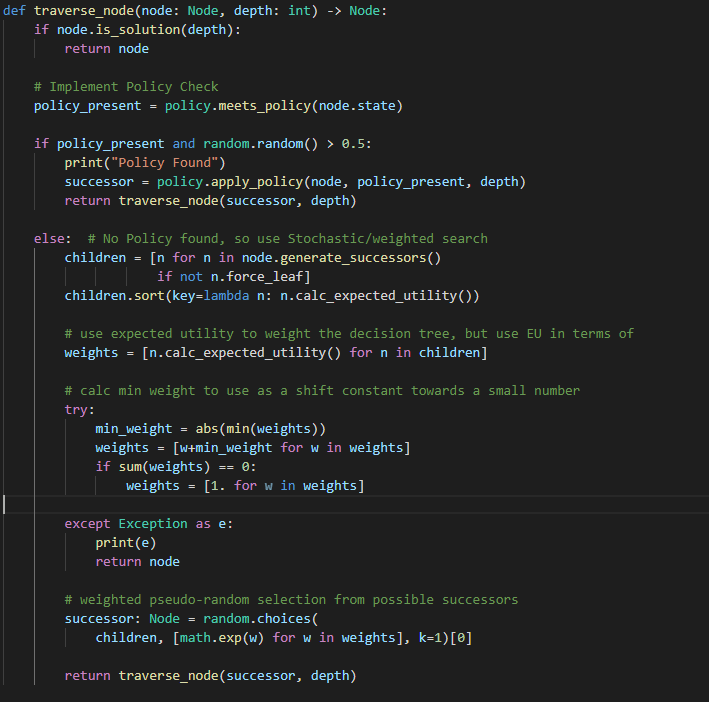 def traverse_node(node: Node, depth: int) -> Node:
    if node.is_solution(depth):
        return node

    # Implement Policy Check
    policy_present = policy.meets_policy(node.state)

    if policy_present and random.random() > 0.5:
        print("Policy Found")
        successor = policy.apply_policy(node, policy_present, depth)
        return traverse_node(successor, depth)

    else:  # No Policy found, so use Stochastic/weighted search
        children = [n for n in node.generate_successors()
                    if not n.force_leaf]
        children.sort(key=lambda n: n.calc_expected_utility())

        # use expected utility to weight the decision tree, but use EU in terms of
        weights = [n.calc_expected_utility() for n in children]

        # calc min weight to use as a shift constant towards a small number
        try:
            min_weight = abs(min(weights))
            weights = [w+min_weight for w in weights]
            if sum(weights) == 0:
                weights = [1. for w in weights]

        except Exception as e:
            print(e)
            return node

        # weighted pseudo-random selection from possible successors
        successor: Node = random.choices(
            children, [math.exp(w) for w in weights], k=1)[0]

        return traverse_node(successor, depth)